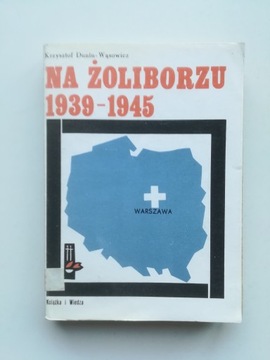 Krzysztof Dunin-Wąsowicz
NA ŻOLIBORZU
1939-1945
WARSZAWA
Książka i Wiedza